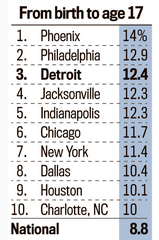 From birth to age 17
1. Phoenix 14%
2. Philadelphia 12.9
3. Detroit 12.4
4. Jacksonville 12.3
5. Indianapolis 12.3
6. Chicago 11.7
7. New York 11.4
8. Dallas 10.4
9. Houston 10.1
10. Charlotte, NC 10
National 8.8